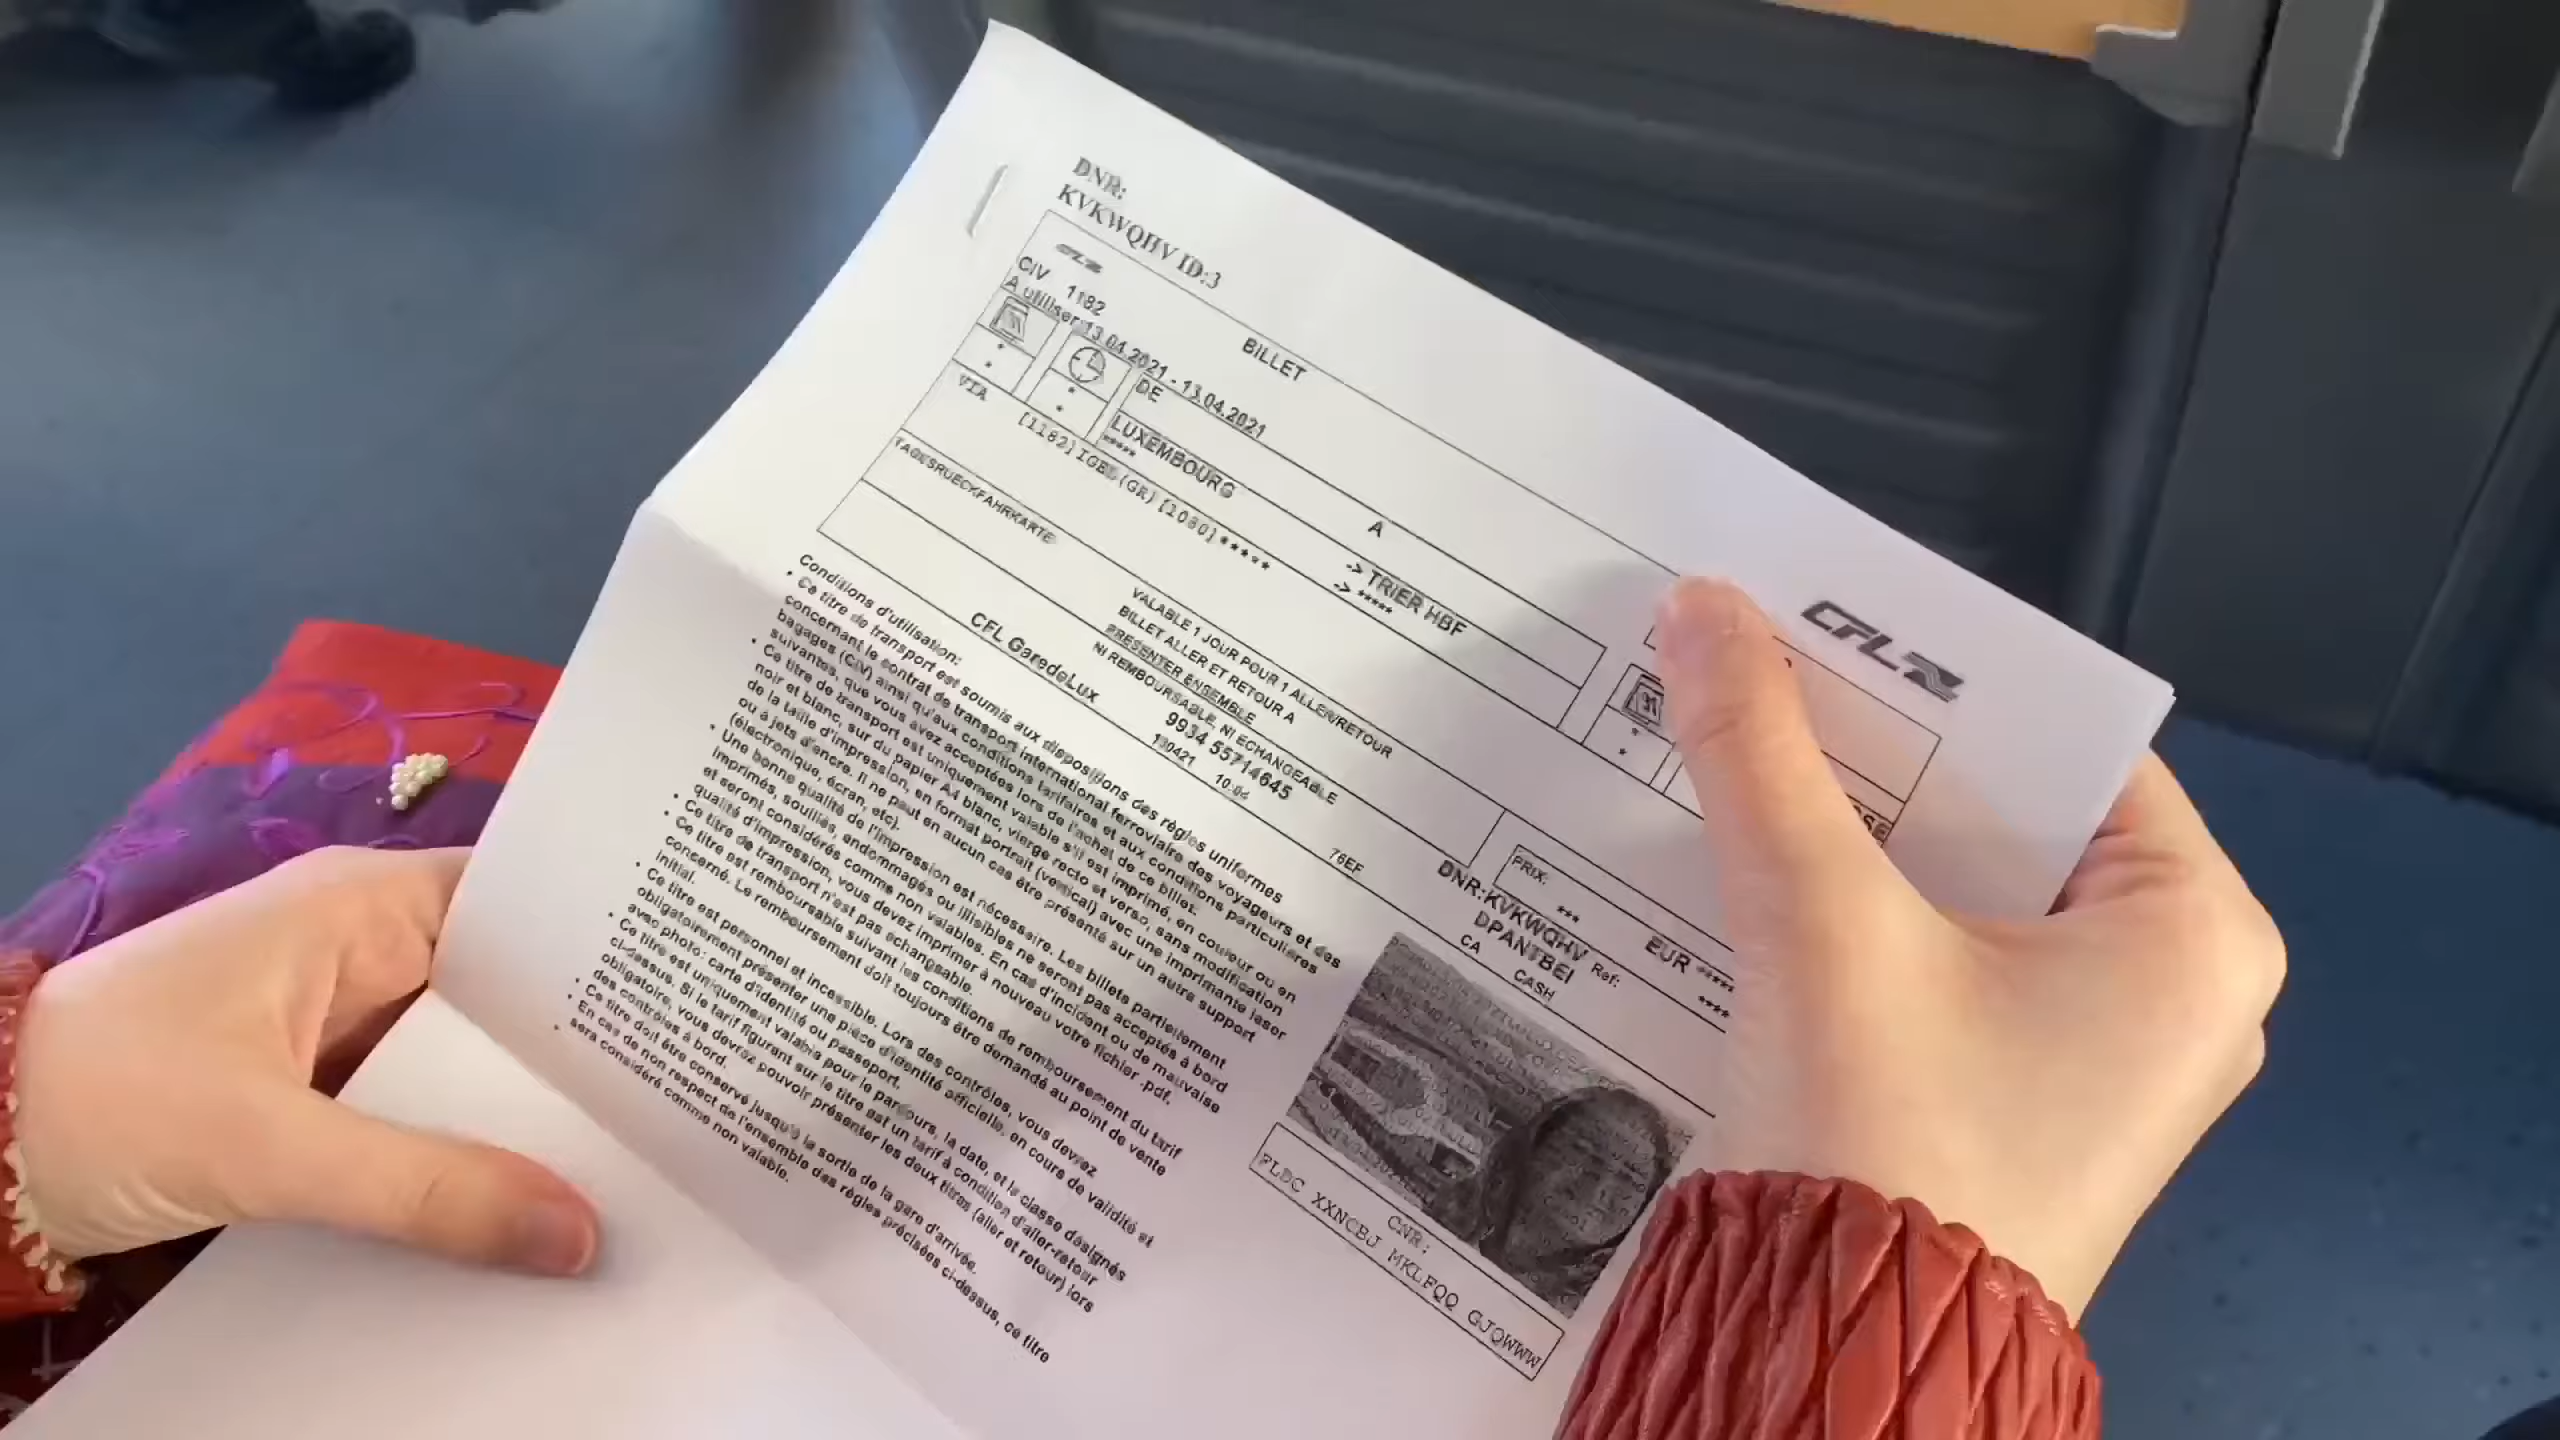 DNR:
KVKWQHV ID:3
CFL
CIV 1182
BILLET
A utiliser 13.04.2021 - 13.04.2021
DE
A
LUXEMBOURG
-> TRIER HBF
*****
-> *****
VIA [1182] IGEL(GR) [1080] *****
TAGESRUECKFAHRKARTE
VALABLE 1 JOUR POUR 1 ALLER/RETOUR
BILLET ALLER ET RETOUR A
PRESENTER ENSEMBLE
NI REMBOURSABLE, NI ECHANGEABLE
CFL GaredeLux
9934 55714645
130421 10:04
76EF
CFL
SSE
PRIX:
***
EUR *****
****
DNR:KVKWQHV Ref:
DPANTBEI
CA CASH
CNR:
FLDC XXNCBJ MKLFQQ GJQWWW
Conditions d'utilisation:
• Ce titre de transport est soumis aux dispositions des règles uniformes
concernant le contrat de transport international ferroviaire des voyageurs et des
bagages (CIV) ainsi qu'aux conditions tarifaires et aux conditions particulières
suivantes, que vous avez acceptées lors de l'achat de ce billet.
• Ce titre de transport est uniquement valable s'il est imprimé, en couleur ou en
noir et blanc, sur du papier A4 blanc, vierge recto et verso, sans modification
de la taille d'impression, en format portrait (vertical) avec une imprimante laser
ou à jets d'encre. Il ne peut en aucun cas être présenté sur un autre support
(électronique, écran, etc).
• Une bonne qualité de l'impression est nécessaire. Les billets partiellement
imprimés, souillés, endomagés ou illisibles ne seront pas acceptés à bord
et seront considérés comme non valables. En cas d'incident ou de mauvaise
qualité d'impression, vous devez imprimer à nouveau votre fichier .pdf.
• Ce titre de transport n'est pas échangeable.
• Ce titre est remboursable suivant les conditions de remboursement du tarif
concerné. Le remboursement doit toujours être demandé au point de vente
initial.
• Ce titre est personnel et incessible. Lors des contrôles, vous devrez
obligatoirement présenter une pièce d'identité officielle, en cours de validité et
avec photo: carte d'identité ou passeport.
• Ce titre est uniquement valable pour le parcours, la date, et la classe désignés
ci-dessus. Si le tarif figurant sur le titre est un tarif à condition d'aller-retour
obligatoire, vous devrez pouvoir présenter les deux titres (aller et retour) lors
des contrôles à bord.
• Ce titre doit être conservé jusqu'à la sortie de la gare d'arrivée.
• En cas de non respect de l'ensemble des règles précisées ci-dessus, ce titre
sera considéré comme non valable.